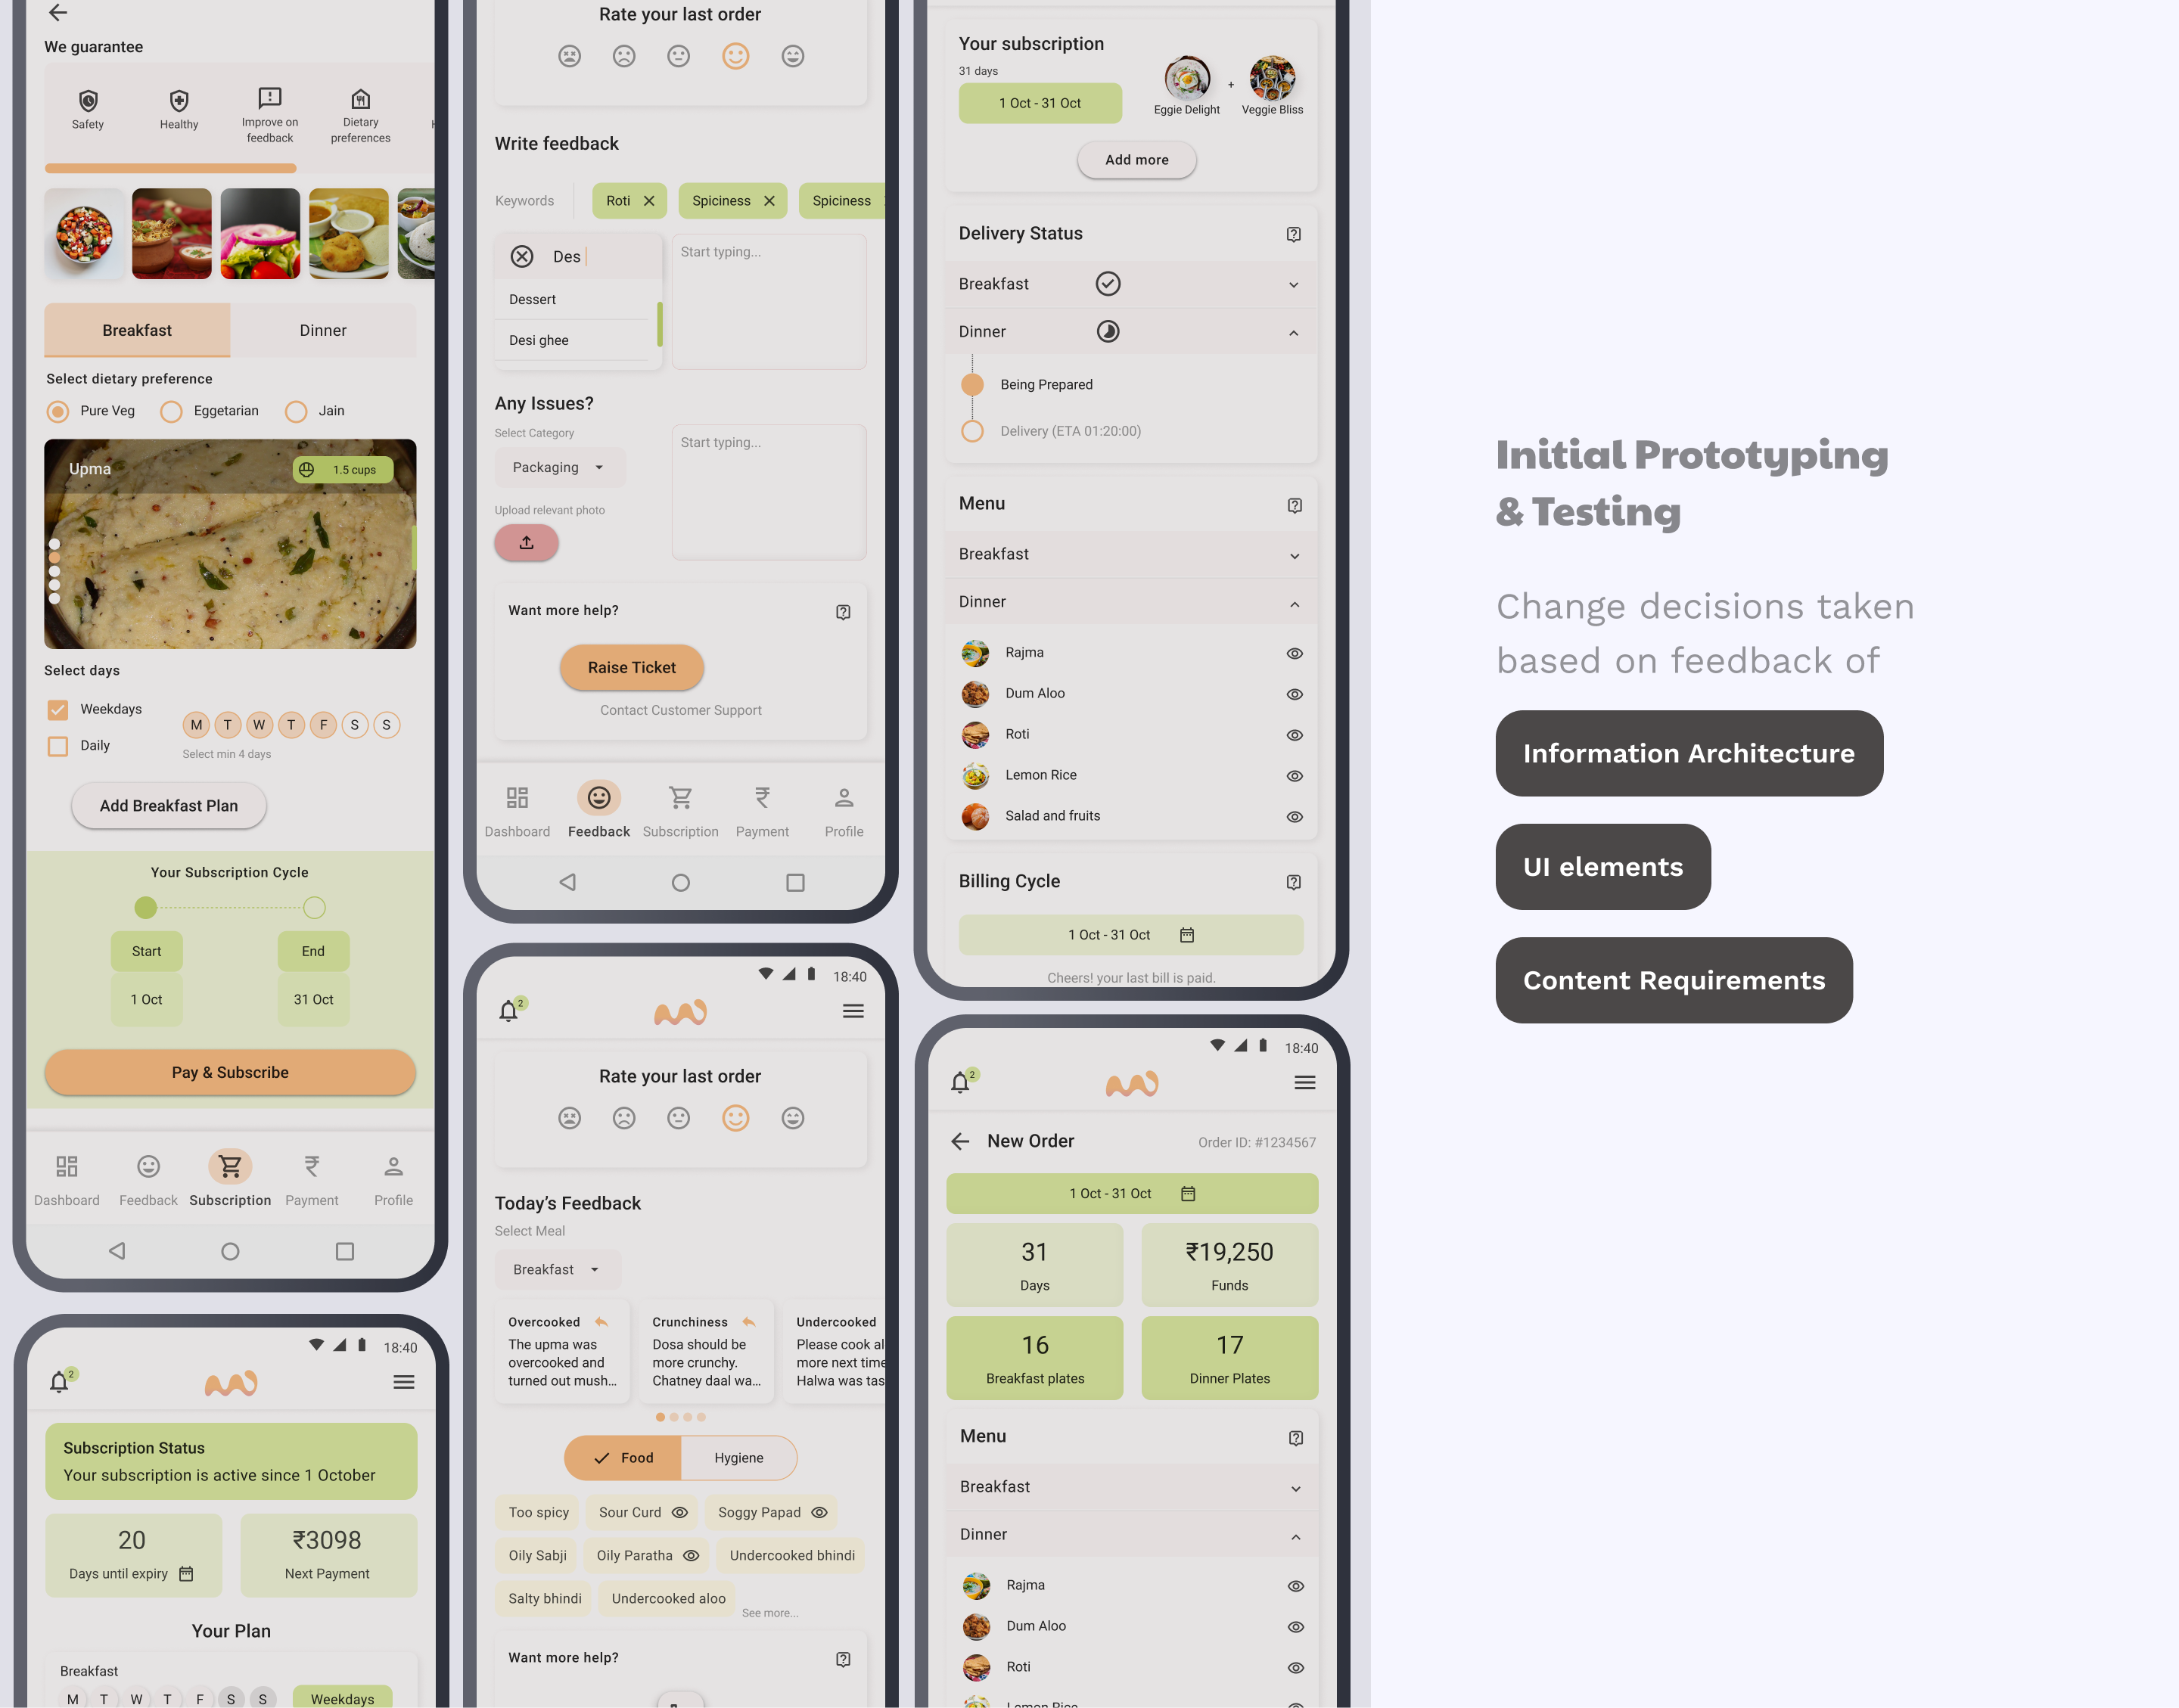 We guarantee
Safety
Healthy
Improve on
feedback
Dietary
preferences
Breakfast
Dinner
Select dietary preference
Pure Veg
Eggetarian
Jain
Upma
1.5 cups
Select days
Weekdays
Daily
M T W T F S S
Select min 4 days
Add Breakfast Plan
Your Subscription Cycle
Start
End
1 Oct
31 Oct
Pay & Subscribe
Dashboard
Feedback
Subscription
Payment
Profile
18:40
2
Subscription Status
Your subscription is active since 1 October
20
Days until expiry
₹3098
Next Payment
Your Plan
Breakfast
M T W T F S S
Weekdays
Rate your last order
Write feedback
Keywords
Roti
Spiciness
Spiciness
Des
Dessert
Desi ghee
Start typing...
Any Issues?
Select Category
Packaging
Upload relevant photo
Start typing...
Want more help?
Raise Ticket
Contact Customer Support
Dashboard
Feedback
Subscription
₹
Payment
Profile
18:40
2
Rate your last order
Today’s Feedback
Select Meal
Breakfast
Overcooked
The upma was
overcooked and
turned out mush...
Crunchiness
Dosa should be
more crunchy.
Chatney daal wa...
Undercooked
Please cook al
more next time
Halwa was tas
Food
Hygiene
Too spicy
Sour Curd
Soggy Papad
Oily Sabji
Oily Paratha
Undercooked bhindi
Salty bhindi
Undercooked aloo
See more...
Want more help?
Your subscription
31 days
1 Oct - 31 Oct
Eggie Delight
+
Veggie Bliss
Add more
Delivery Status
Breakfast
Dinner
Being Prepared
Delivery (ETA 01:20:00)
Menu
Breakfast
Dinner
Rajma
Dum Aloo
Roti
Lemon Rice
Salad and fruits
Billing Cycle
1 Oct - 31 Oct
Cheers! your last bill is paid.
18:40
2
New Order
Order ID: #1234567
1 Oct - 31 Oct
31
Days
₹19,250
Funds
16
Breakfast plates
17
Dinner Plates
Menu
Breakfast
Dinner
Rajma
Dum Aloo
Roti
Lemon Rice
Initial Prototyping
& Testing
Change decisions taken
based on feedback of
Information Architecture
UI elements
Content Requirements